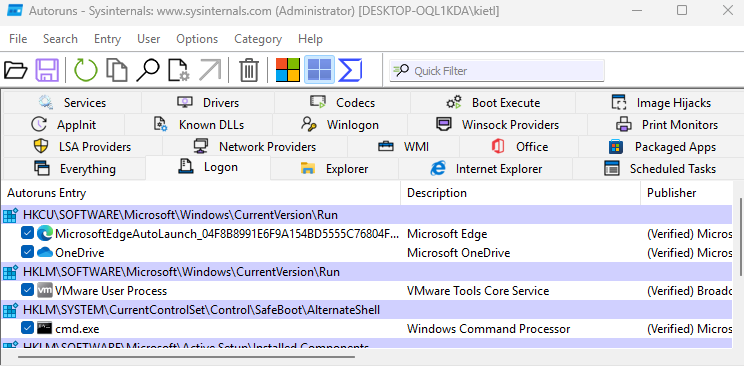 Autoruns - Sysinternals: www.sysinternals.com (Administrator) [DESKTOP-OQL1KDA\kietl]
File Search Entry User Options Category Help
Quick Filter
Services Drivers Codecs Boot Execute Image Hijacks
AppInit Known DLLs Winlogon Winsock Providers Print Monitors
LSA Providers Network Providers WMI Office Packaged Apps
Everything Logon Explorer Internet Explorer Scheduled Tasks
Autoruns Entry Description Publisher
HKCU\SOFTWARE\Microsoft\Windows\CurrentVersion\Run
MicrosoftEdgeAutoLaunch_04F8B8991E6F9A154BD5555C76804F... Microsoft Edge (Verified) Micros
OneDrive Microsoft OneDrive (Verified) Micros
HKLM\SOFTWARE\Microsoft\Windows\CurrentVersion\Run
vm VMware User Process VMware Tools Core Service (Verified) Broadc
HKLM\SYSTEM\CurrentControlSet\Control\SafeBoot\AlternateShell
cmd.exe Windows Command Processor (Verified) Micros
HKLM\SOFTWARE\Microsoft\Active Setup\Installed Components